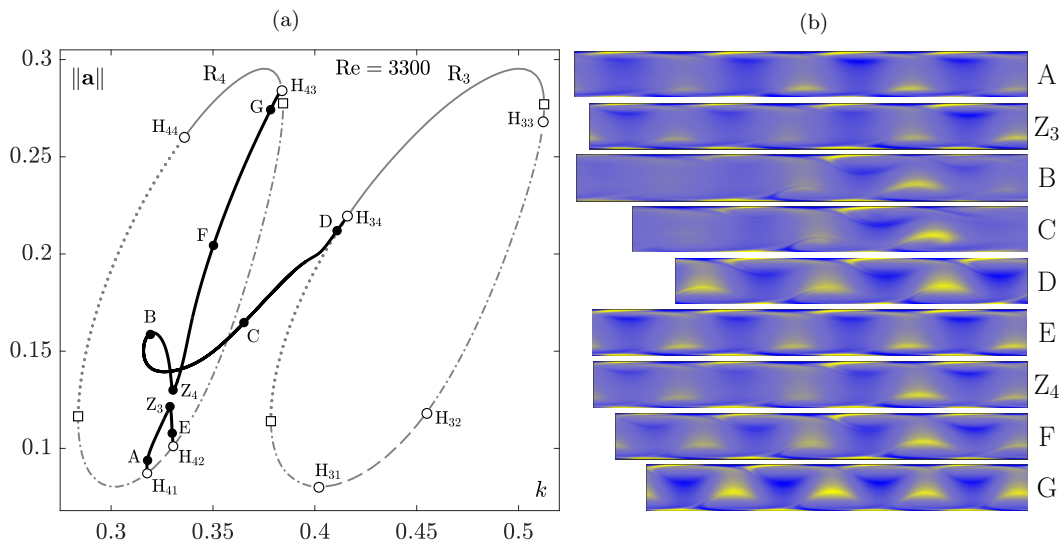 (a)
(b)
‖a‖
R₄
Re = 3300
R₃
H₄₃
G
H₃₃
H₄₄
F
D
H₃₄
B
C
Z₄
Z₃
E
H₃₂
A
H₄₂
H₄₁
H₃₁
k
0.3
0.25
0.2
0.15
0.1
0.3
0.35
0.4
0.45
0.5
A
Z₃
B
C
D
E
Z₄
F
G